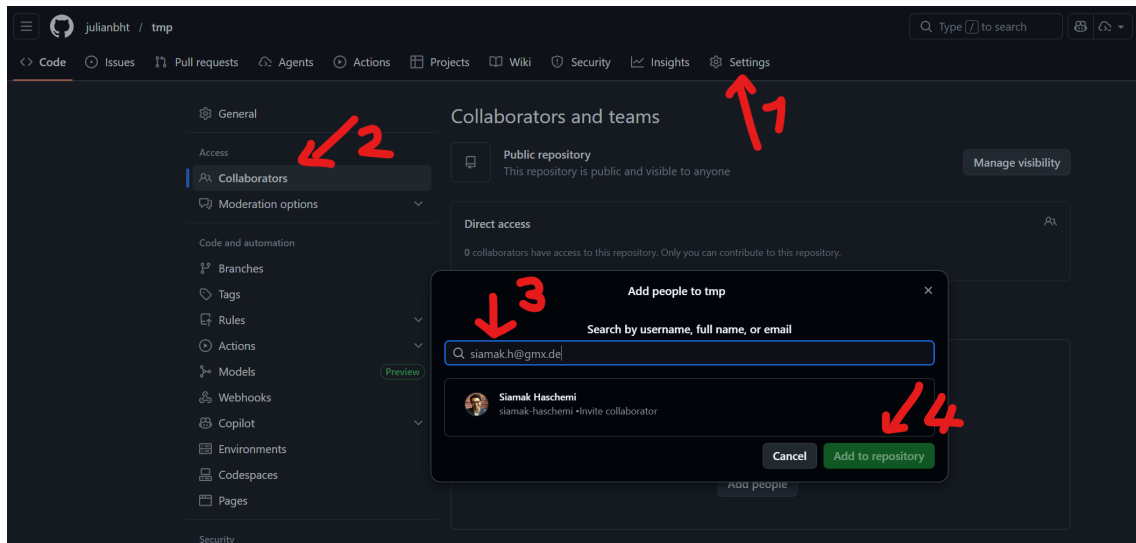 julianbht / tmp
Type / to search
Code Issues Pull requests Agents Actions Projects Wiki Security Insights Settings
1
General
Access
2
Collaborators
Moderation options
Code and automation
Branches
Tags
Rules
Actions
Models Preview
Webhooks
Copilot
Environments
Codespaces
Pages
Security
Collaborators and teams
Public repository
This repository is public and visible to anyone
Manage visibility
Direct access
0 collaborators have access to this repository. Only you can contribute to this repository.
Add people to tmp
3
Search by username, full name, or email
siamak.h@gmx.de
Siamak Haschemi
siamak-haschemi •Invite collaborator
4
Cancel Add to repository
Add people